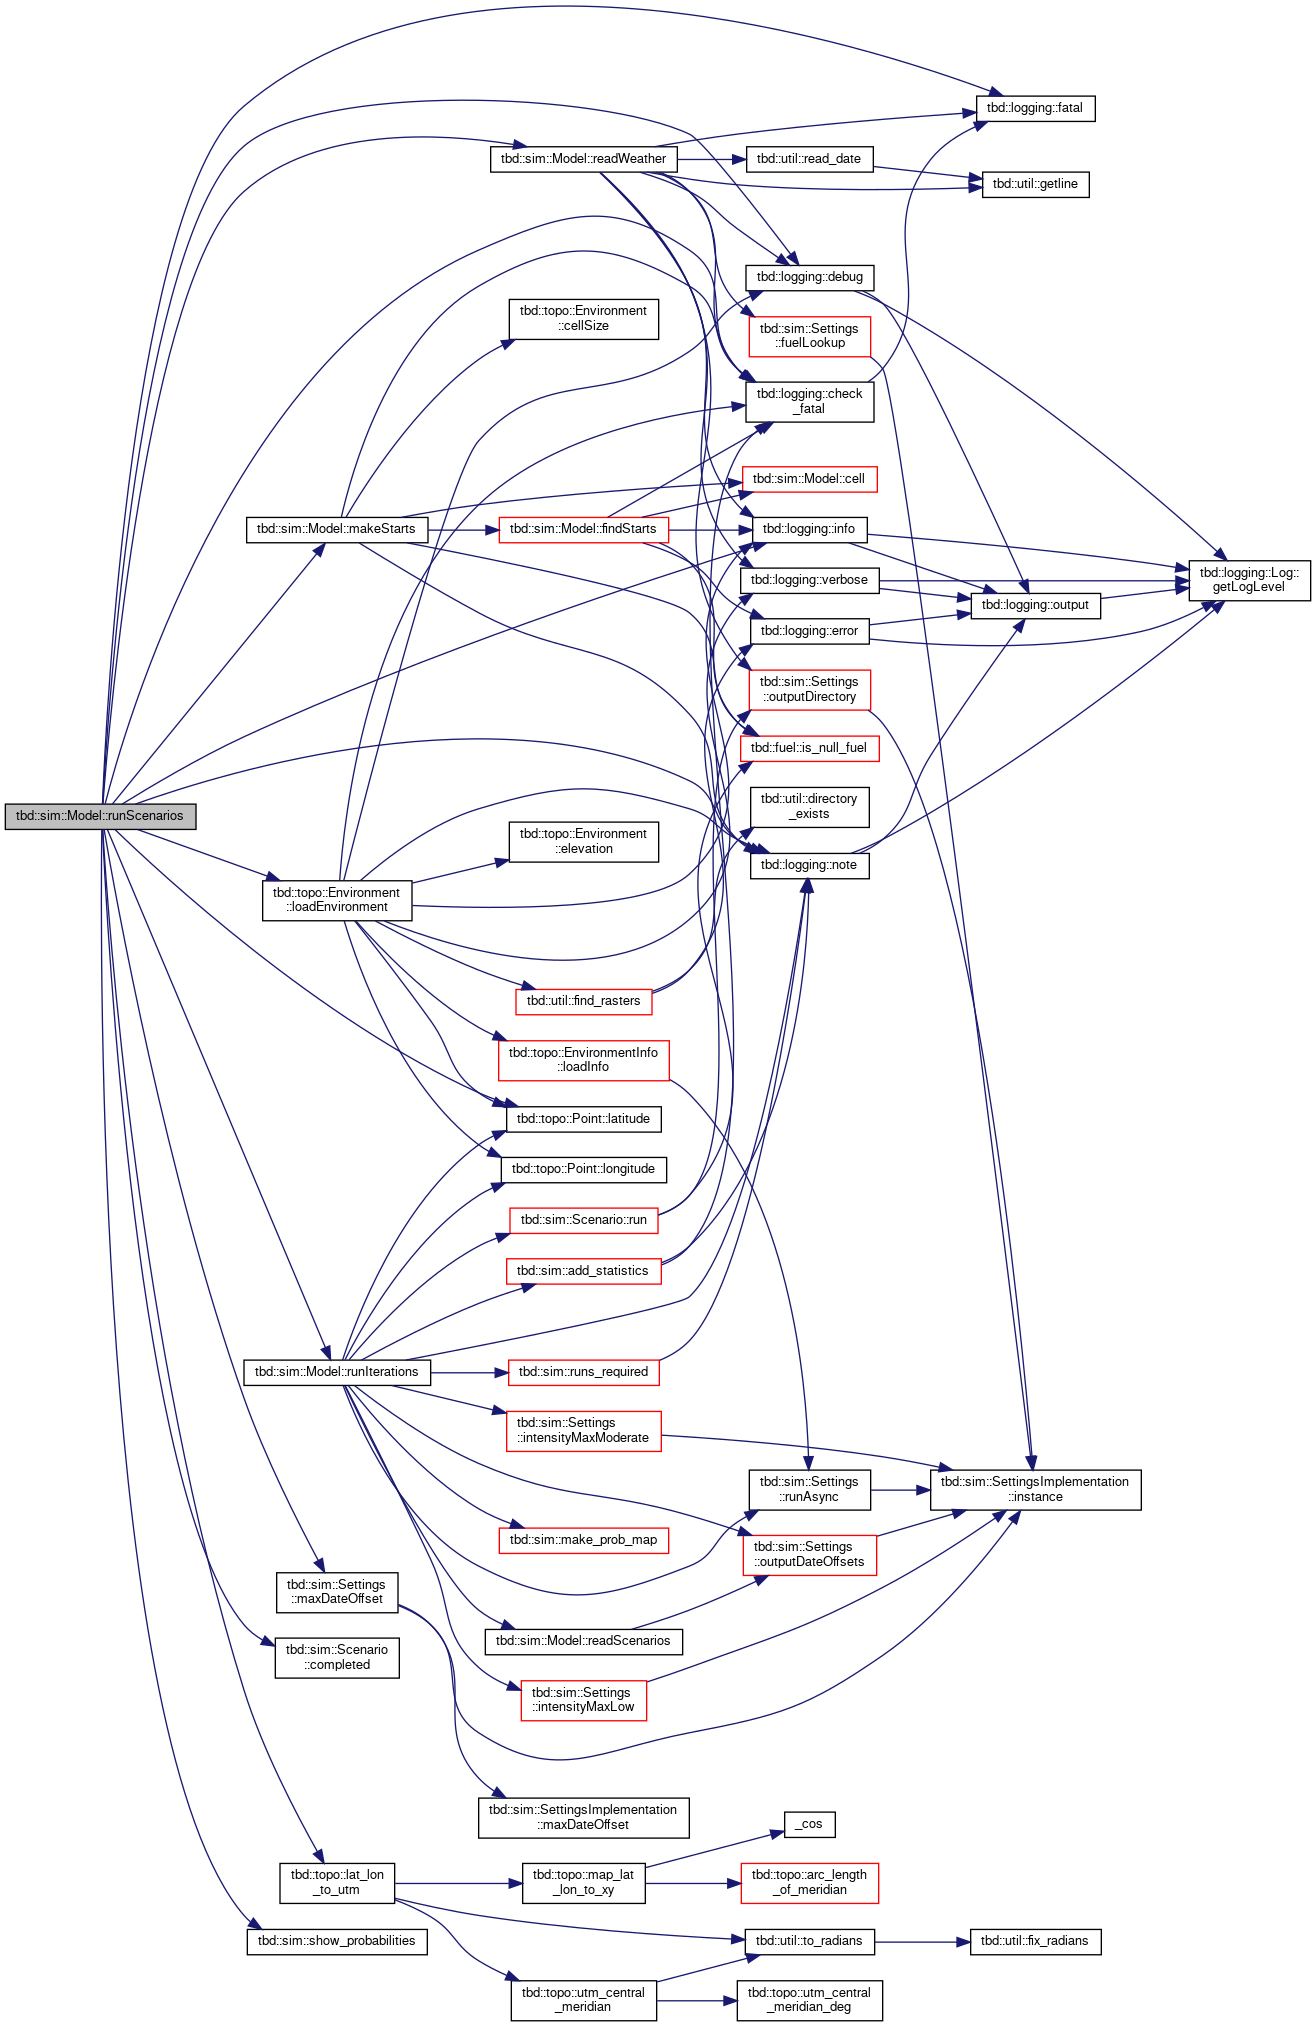 tbd::logging::fatal
tbd::sim::Model::readWeather
tbd::util::read_date
tbd::util::getline
tbd::logging::debug
tbd::topo::Environment
::cellSize
tbd::sim::Settings
::fuelLookup
tbd::logging::check
_fatal
tbd::sim::Model::cell
tbd::sim::Model::makeStarts
tbd::sim::Model::findStarts
tbd::logging::info
tbd::logging::verbose
tbd::logging::Log::
getLogLevel
tbd::logging::output
tbd::logging::error
tbd::sim::Settings
::outputDirectory
tbd::fuel::is_null_fuel
tbd::util::directory
_exists
tbd::sim::Model::runScenarios
tbd::topo::Environment
::elevation
tbd::logging::note
tbd::topo::Environment
::loadEnvironment
tbd::util::find_rasters
tbd::topo::EnvironmentInfo
::loadInfo
tbd::topo::Point::latitude
tbd::topo::Point::longitude
tbd::sim::Scenario::run
tbd::sim::add_statistics
tbd::sim::Model::runIterations
tbd::sim::runs_required
tbd::sim::Settings
::intensityMaxModerate
tbd::sim::Settings
::runAsync
tbd::sim::SettingsImplementation
::instance
tbd::sim::make_prob_map
tbd::sim::Settings
::outputDateOffsets
tbd::sim::Settings
::maxDateOffset
tbd::sim::Model::readScenarios
tbd::sim::Scenario
::completed
tbd::sim::Settings
::intensityMaxLow
tbd::sim::SettingsImplementation
::maxDateOffset
_cos
tbd::topo::lat_lon
_to_utm
tbd::topo::map_lat
_lon_to_xy
tbd::topo::arc_length
_of_meridian
tbd::sim::show_probabilities
tbd::util::to_radians
tbd::util::fix_radians
tbd::topo::utm_central
_meridian
tbd::topo::utm_central
_meridian_deg